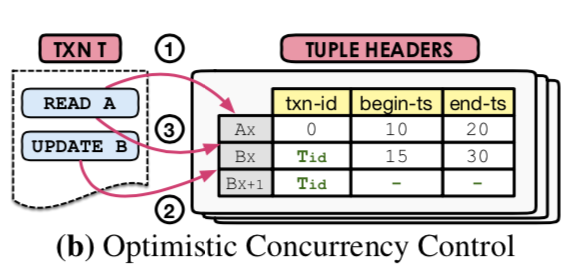 TXN T ① TUPLE HEADERS
txn-id begin-ts end-ts
READ A
Ax 0 10 20
③
UPDATE B
Bx Tid 15 30
Bx+1 Tid – –
②
(b) Optimistic Concurrency Control